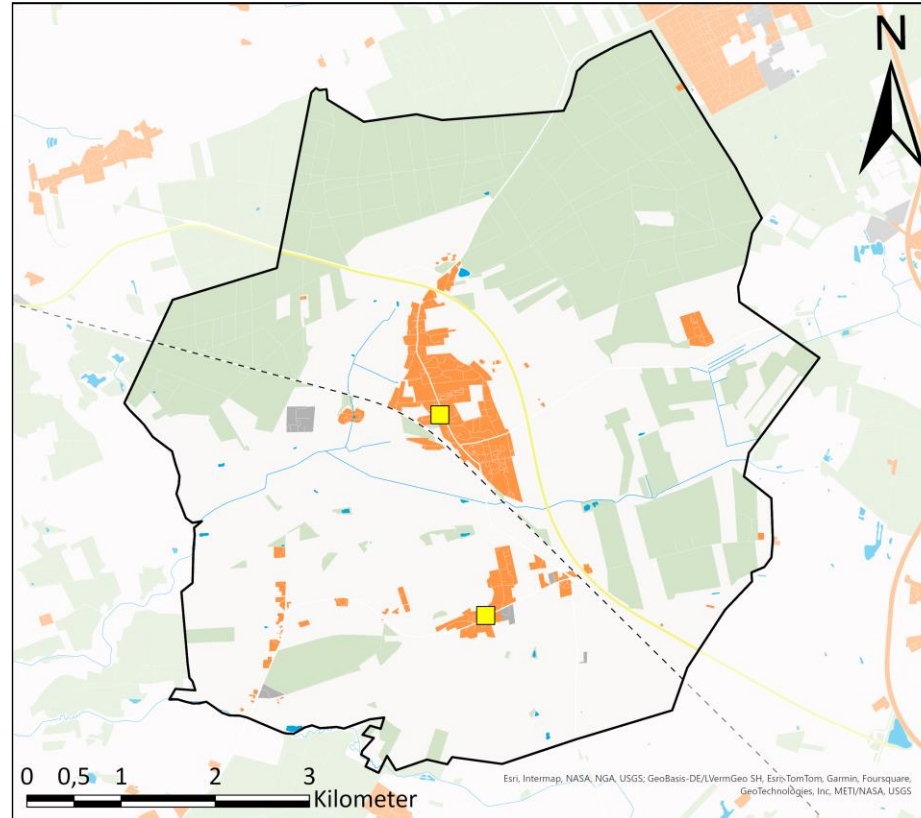 N
0 0,5 1 2 3
Kilometer
Esri, Intermap, NASA, NGA, USGS; GeoBasis-DE/LVermGeo SH, Esri, TomTom, Garmin, Foursquare,
GeoTechnologies, Inc, METI/NASA, USGS